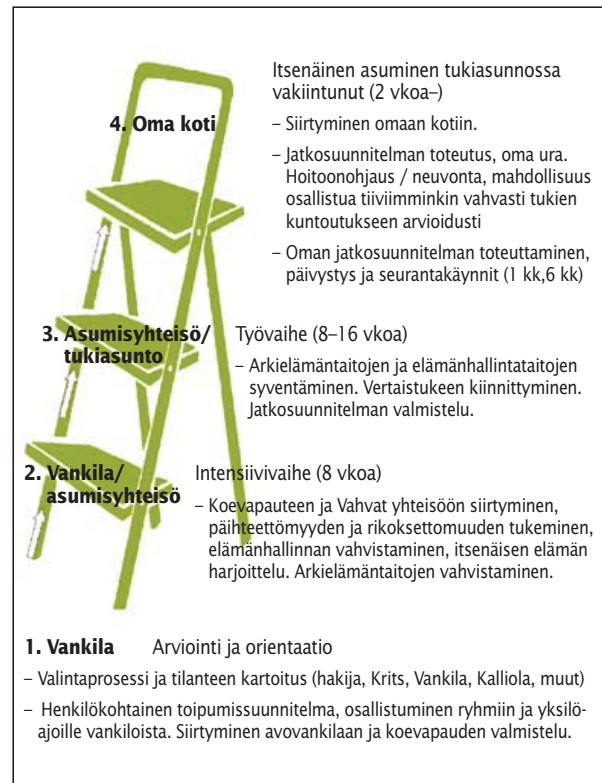 Itsenäinen asuminen tukiasunnossa
vakiintunut (2 vkoa–)
4. Oma koti
– Siirtyminen omaan kotiin.
– Jatkosuunnitelman toteutus, oma ura.
Hoitoonohjaus / neuvonta, mahdollisuus
osallistua tiiviimminkin vahvasti tukien
kuntoutukseen arvioidusti
– Oman jatkosuunnitelman toteuttaminen,
päivystys ja seurantakäynnit (1 kk,6 kk)
3. Asumisyhteisö/
tukiasunto
Työvaihe (8–16 vkoa)
– Arkielämäntaitojen ja elämänhallintataitojen
syventäminen. Vertaistukeen kiinnittyminen.
Jatkosuunnitelman valmistelu.
2. Vankila/
asumisyhteisö
Intensiivivaihe (8 vkoa)
– Koevapauteen ja Vahvat yhteisöön siirtyminen,
päihteettömyyden ja rikoksettomuuden tukeminen,
elämänhallinnan vahvistaminen, itsenäisen elämän
harjoittelu. Arkielämäntaitojen vahvistaminen.
1. Vankila Arviointi ja orientaatio
– Valintaprosessi ja tilanteen kartoitus (hakija, Krits, Vankila, Kalliola, muut)
– Henkilökohtainen toipumissuunnitelma, osallistuminen ryhmiin ja yksilö-
ajoille vankiloista. Siirtyminen avovankilaan ja koevapauden valmistelu.